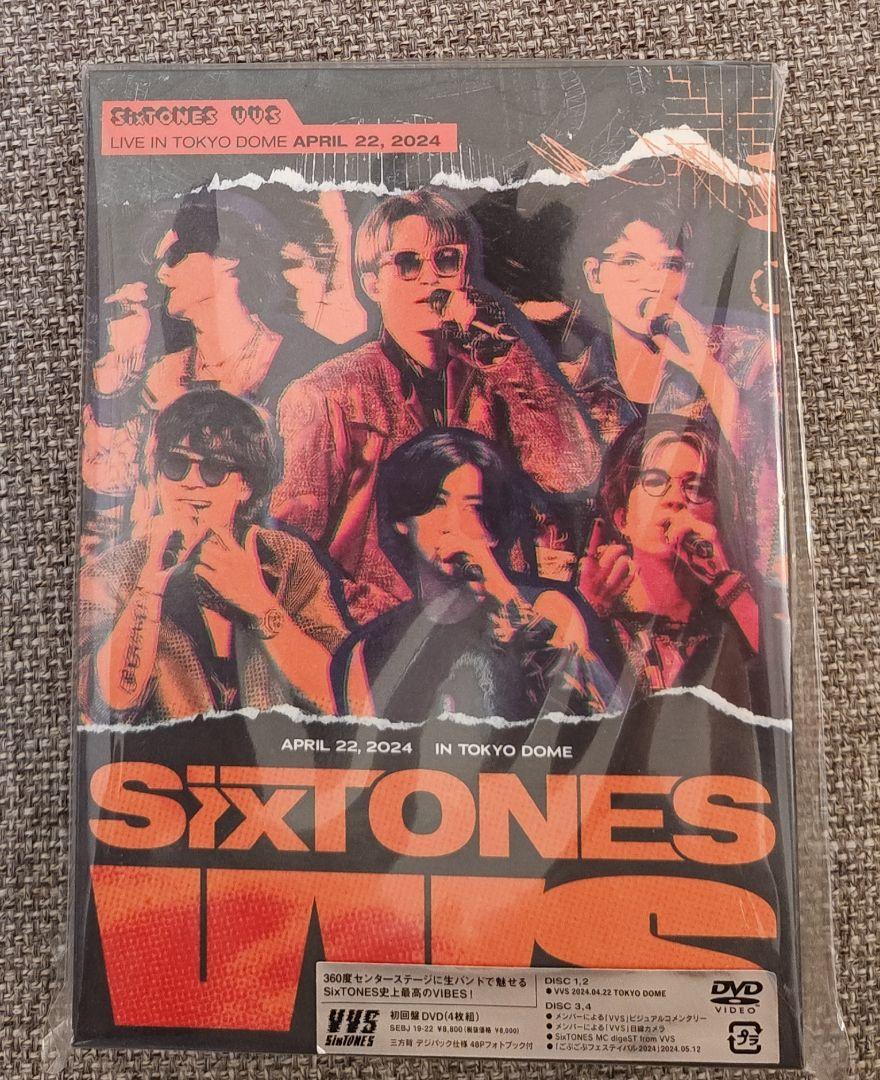 SixTONES VVS
LIVE IN TOKYO DOME APRIL 22, 2024
APRIL 22, 2024 IN TOKYO DOME
SixTONES
VVS
360度センターステージに生バンドで魅せる
SixTONES史上最高のVIBES!
VVS
SixTONES
初回盤DVD(4枚組)
SEBJ 19-22 ¥8,800(税抜価格 ¥8,000)
三方背 デジパック仕様 48Pフォトブック付
DISC 1,2
● VVS 2024.04.22 TOKYO DOME
DISC 3,4
● メンバーによる「VVS」ビジュアルコメンタリー
● メンバーによる「VVS」目線カメラ
● SixTONES MC digeST from VVS
● 「ごぶごぶフェスティバル2024」2024.05.12
DVD
VIDEO
プラ